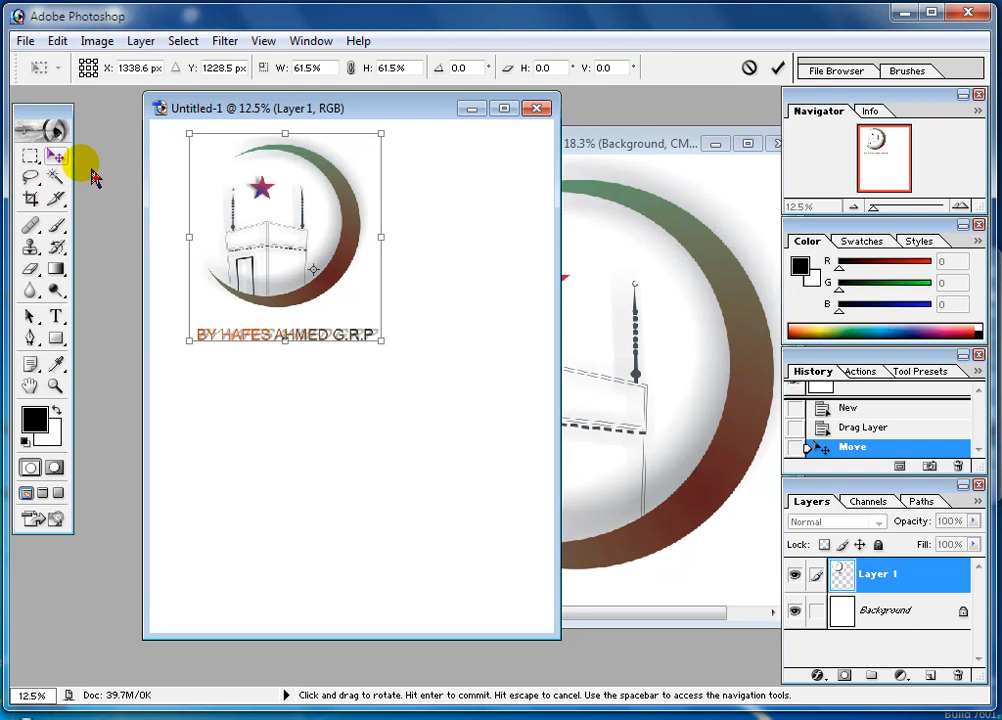 Adobe Photoshop
File Edit Image Layer Select Filter View Window Help
X: 1338.6 px Y: 1228.5 px W: 61.5% H: 61.5% 0.0 ° H: 0.0 ° V: 0.0 °
File Browser Brushes
Untitled-1 @ 12.5% (Layer 1, RGB)
18.3% (Background, CM...
BY HAFES AHMED G.R.P
Navigator Info
12.5%
Color Swatches Styles
R 0
G 0
B 0
History Actions Tool Presets
New
Drag Layer
Move
Layers Channels Paths
Normal Opacity: 100%
Lock: Fill: 100%
Layer 1
Background
12.5% Doc: 39.7M/0K Click and drag to rotate. Hit enter to commit. Hit escape to cancel. Use the spacebar to access the navigation tools.
Build 7601